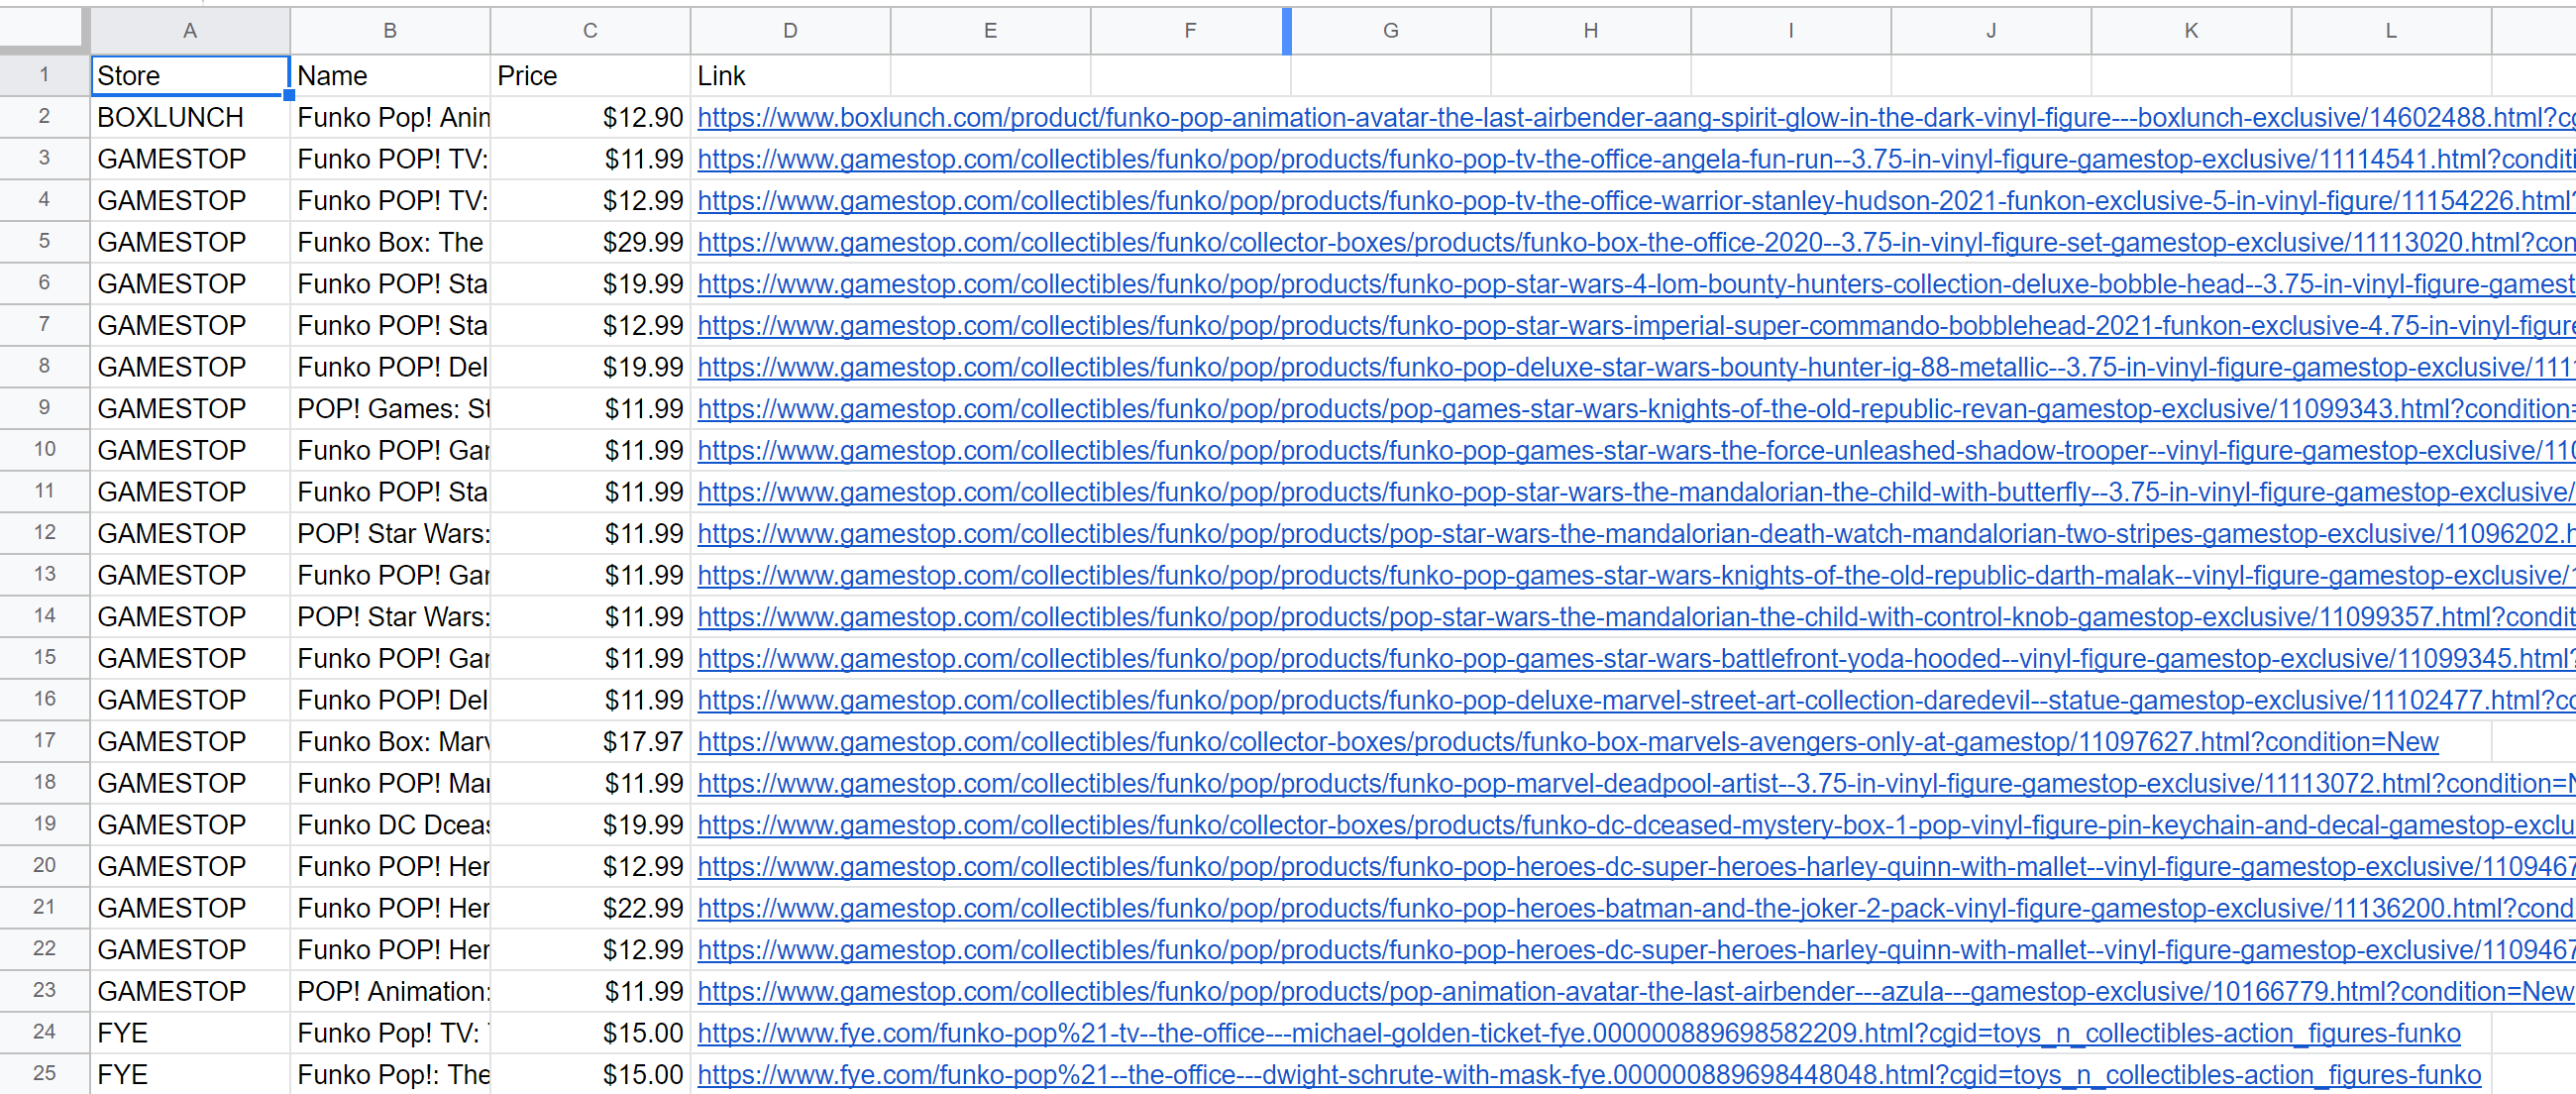 A B C D E F G H I J K L
1 Store Name Price Link
2 BOXLUNCH Funko Pop! Anin $12.90 https://www.boxlunch.com/product/funko-pop-animation-avatar-the-last-airbender-aang-spirit-glow-in-the-dark-vinyl-figure---boxlunch-exclusive/14602488.html?co
3 GAMESTOP Funko POP! TV: $11.99 https://www.gamestop.com/collectibles/funko/pop/products/funko-pop-tv-the-office-angela-fun-run--3.75-in-vinyl-figure-gamestop-exclusive/11114541.html?conditi
4 GAMESTOP Funko POP! TV: $12.99 https://www.gamestop.com/collectibles/funko/pop/products/funko-pop-tv-the-office-warrior-stanley-hudson-2021-funkon-exclusive-5-in-vinyl-figure/11154226.html?
5 GAMESTOP Funko Box: The $29.99 https://www.gamestop.com/collectibles/funko/collector-boxes/products/funko-box-the-office-2020--3.75-in-vinyl-figure-set-gamestop-exclusive/11113020.html?con
6 GAMESTOP Funko POP! Sta $19.99 https://www.gamestop.com/collectibles/funko/pop/products/funko-pop-star-wars-4-lom-bounty-hunters-collection-deluxe-bobble-head--3.75-in-vinyl-figure-gamest
7 GAMESTOP Funko POP! Sta $12.99 https://www.gamestop.com/collectibles/funko/pop/products/funko-pop-star-wars-imperial-super-commando-bobblehead-2021-funkon-exclusive-4.75-in-vinyl-figure
8 GAMESTOP Funko POP! Del $19.99 https://www.gamestop.com/collectibles/funko/pop/products/funko-pop-deluxe-star-wars-bounty-hunter-ig-88-metallic--3.75-in-vinyl-figure-gamestop-exclusive/111
9 GAMESTOP POP! Games: St $11.99 https://www.gamestop.com/collectibles/funko/pop/products/pop-games-star-wars-knights-of-the-old-republic-revan-gamestop-exclusive/11099343.html?condition=
10 GAMESTOP Funko POP! Gar $11.99 https://www.gamestop.com/collectibles/funko/pop/products/funko-pop-games-star-wars-the-force-unleashed-shadow-trooper--vinyl-figure-gamestop-exclusive/110
11 GAMESTOP Funko POP! Sta $11.99 https://www.gamestop.com/collectibles/funko/pop/products/funko-pop-star-wars-the-mandalorian-the-child-with-butterfly--3.75-in-vinyl-figure-gamestop-exclusive/
12 GAMESTOP POP! Star Wars: $11.99 https://www.gamestop.com/collectibles/funko/pop/products/pop-star-wars-the-mandalorian-death-watch-mandalorian-two-stripes-gamestop-exclusive/11096202.h
13 GAMESTOP Funko POP! Gar $11.99 https://www.gamestop.com/collectibles/funko/pop/products/funko-pop-games-star-wars-knights-of-the-old-republic-darth-malak--vinyl-figure-gamestop-exclusive/1
14 GAMESTOP POP! Star Wars: $11.99 https://www.gamestop.com/collectibles/funko/pop/products/pop-star-wars-the-mandalorian-the-child-with-control-knob-gamestop-exclusive/11099357.html?condit
15 GAMESTOP Funko POP! Gar $11.99 https://www.gamestop.com/collectibles/funko/pop/products/funko-pop-games-star-wars-battlefront-yoda-hooded--vinyl-figure-gamestop-exclusive/11099345.html?
16 GAMESTOP Funko POP! Del $11.99 https://www.gamestop.com/collectibles/funko/pop/products/funko-pop-deluxe-marvel-street-art-collection-daredevil--statue-gamestop-exclusive/11102477.html?co
17 GAMESTOP Funko Box: Marv $17.97 https://www.gamestop.com/collectibles/funko/collector-boxes/products/funko-box-marvels-avengers-only-at-gamestop/11097627.html?condition=New
18 GAMESTOP Funko POP! Mar $11.99 https://www.gamestop.com/collectibles/funko/pop/products/funko-pop-marvel-deadpool-artist--3.75-in-vinyl-figure-gamestop-exclusive/11113072.html?condition=N
19 GAMESTOP Funko DC Dceas $19.99 https://www.gamestop.com/collectibles/funko/collector-boxes/products/funko-dc-dceased-mystery-box-1-pop-vinyl-figure-pin-keychain-and-decal-gamestop-exclu
20 GAMESTOP Funko POP! Her $12.99 https://www.gamestop.com/collectibles/funko/pop/products/funko-pop-heroes-dc-super-heroes-harley-quinn-with-mallet--vinyl-figure-gamestop-exclusive/1109467
21 GAMESTOP Funko POP! Her $22.99 https://www.gamestop.com/collectibles/funko/pop/products/funko-pop-heroes-batman-and-the-joker-2-pack-vinyl-figure-gamestop-exclusive/11136200.html?cond
22 GAMESTOP Funko POP! Her $12.99 https://www.gamestop.com/collectibles/funko/pop/products/funko-pop-heroes-dc-super-heroes-harley-quinn-with-mallet--vinyl-figure-gamestop-exclusive/1109467
23 GAMESTOP POP! Animation: $11.99 https://www.gamestop.com/collectibles/funko/pop/products/pop-animation-avatar-the-last-airbender---azula---gamestop-exclusive/10166779.html?condition=New
24 FYE Funko Pop! TV: $15.00 https://www.fye.com/funko-pop%21-tv--the-office---michael-golden-ticket-fye.000000889698582209.html?cgid=toys_n_collectibles-action_figures-funko
25 FYE Funko Pop!: The $15.00 https://www.fye.com/funko-pop%21--the-office---dwight-schrute-with-mask-fye.000000889698448048.html?cgid=toys_n_collectibles-action_figures-funko